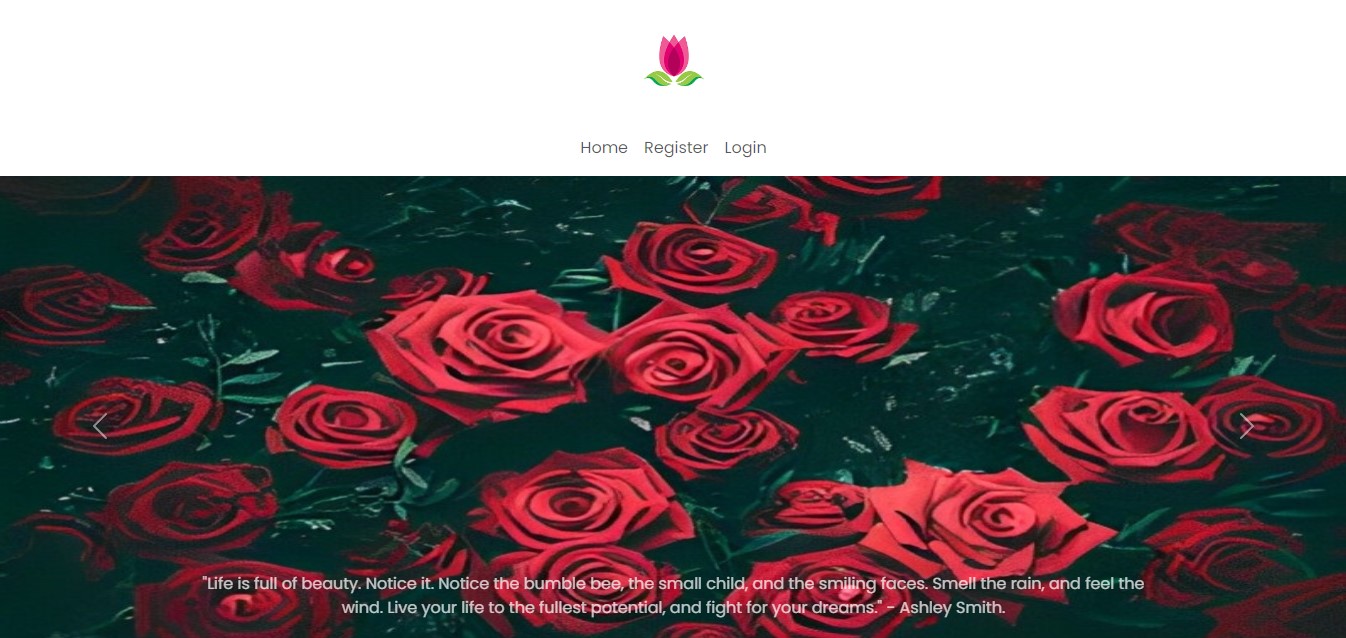 Home Register Login
"Life is full of beauty. Notice it. Notice the bumble bee, the small child, and the smiling faces. Smell the rain, and feel the
wind. Live your life to the fullest potential, and fight for your dreams." - Ashley Smith.